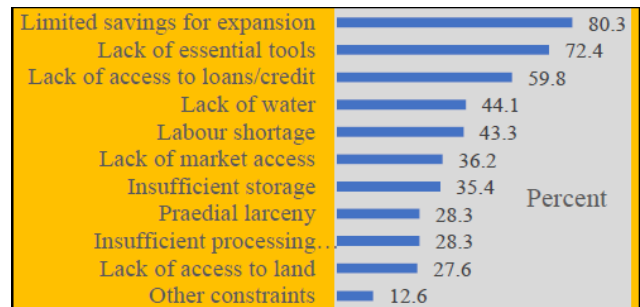 Limited savings for expansion 80.3
Lack of essential tools 72.4
Lack of access to loans/credit 59.8
Lack of water 44.1
Labour shortage 43.3
Lack of market access 36.2
Insufficient storage 35.4
Percent
Praedial larceny 28.3
Insufficient processing… 28.3
Lack of access to land 27.6
Other constraints 12.6